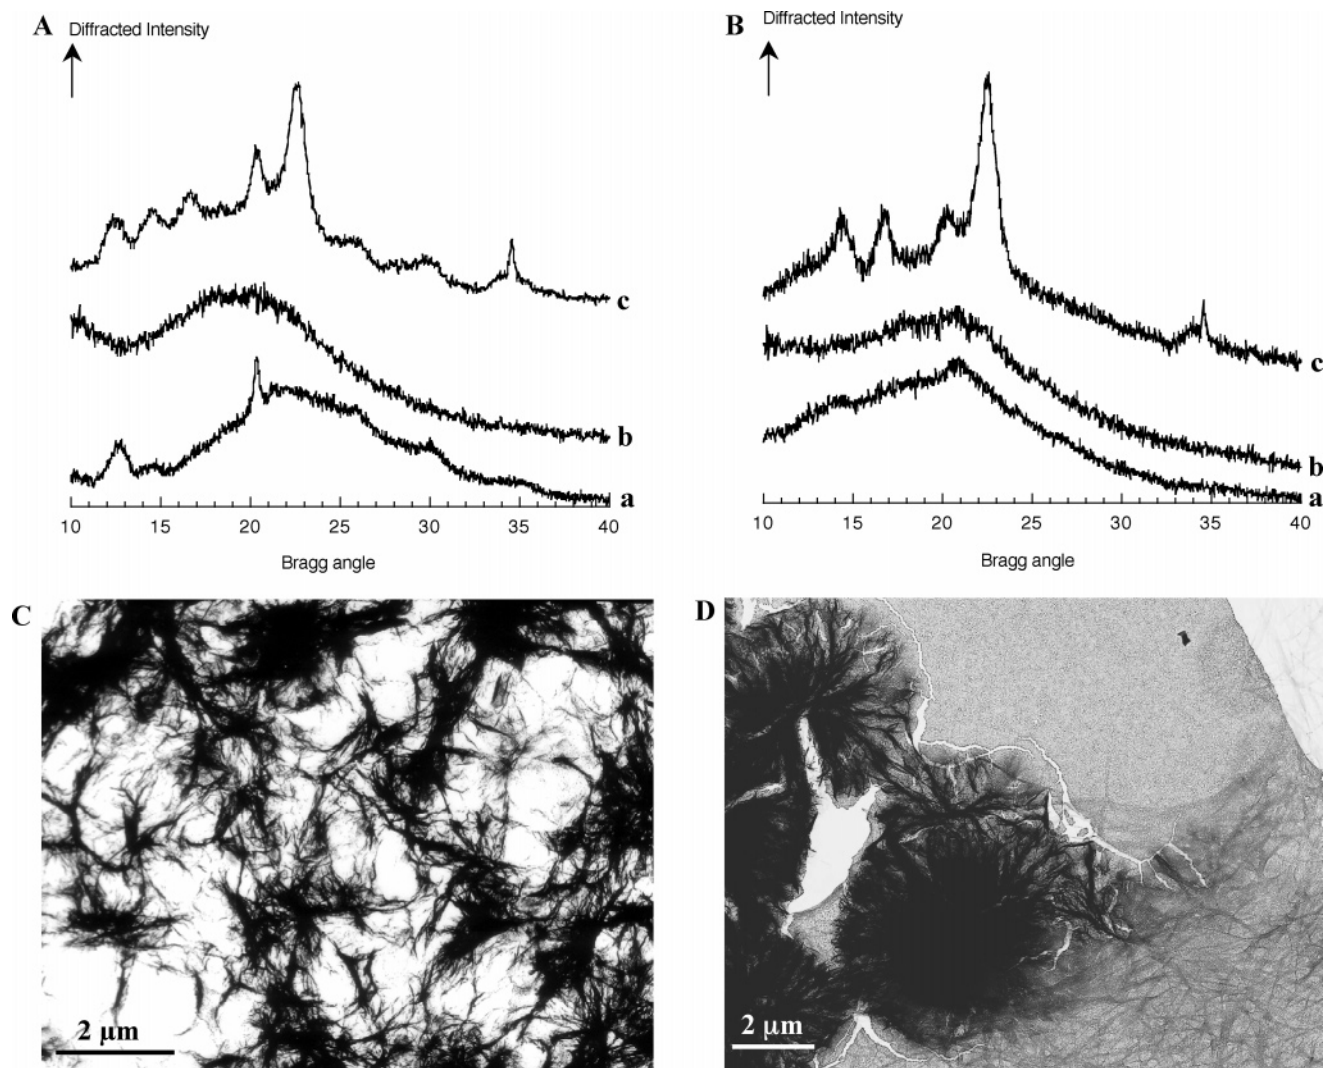 A Diffracted Intensity
c
b
a
10 15 20 25 30 35 40
Bragg angle
B Diffracted Intensity
c
b
a
10 15 20 25 30 35 40
Bragg angle
C
2 µm
D
2 µm